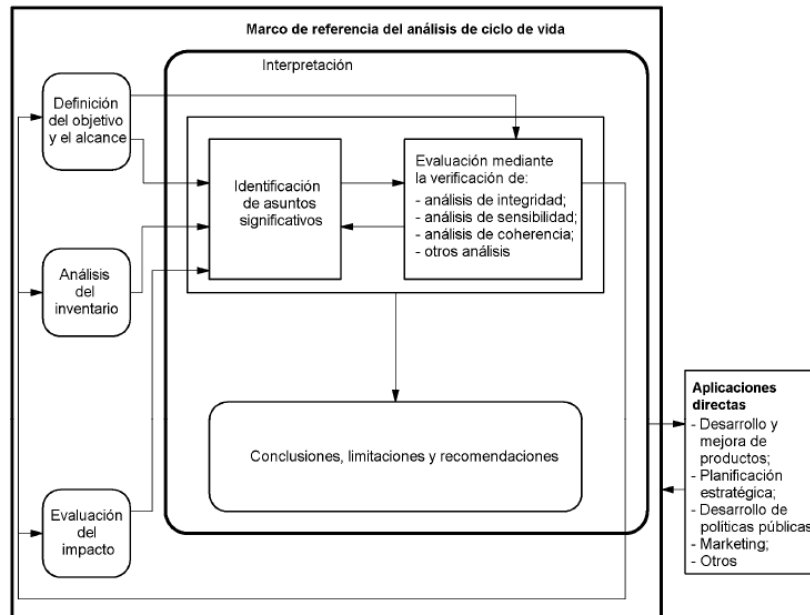 Marco de referencia del análisis de ciclo de vida
Interpretación
Definición
del objetivo
y el alcance
Identificación
de asuntos
significativos
Evaluación mediante
la verificación de:
- análisis de integridad;
- análisis de sensibilidad;
- análisis de coherencia;
- otros análisis
Análisis
del
inventario
Evaluación
del
impacto
Conclusiones, limitaciones y recomendaciones
Aplicaciones
directas
- Desarrollo y
mejora de
productos;
- Planificación
estratégica;
- Desarrollo de
políticas públicas
- Marketing;
- Otros